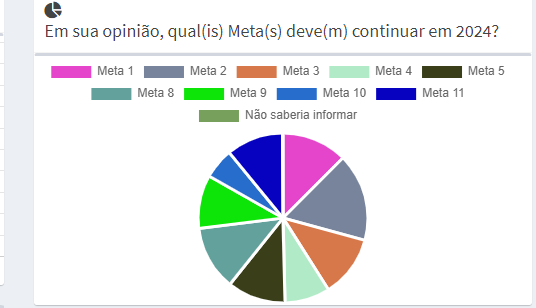 Em sua opinião, qual(is) Meta(s) deve(m) continuar em 2024?
Meta 1 Meta 2 Meta 3 Meta 4 Meta 5
Meta 8 Meta 9 Meta 10 Meta 11
Não saberia informar